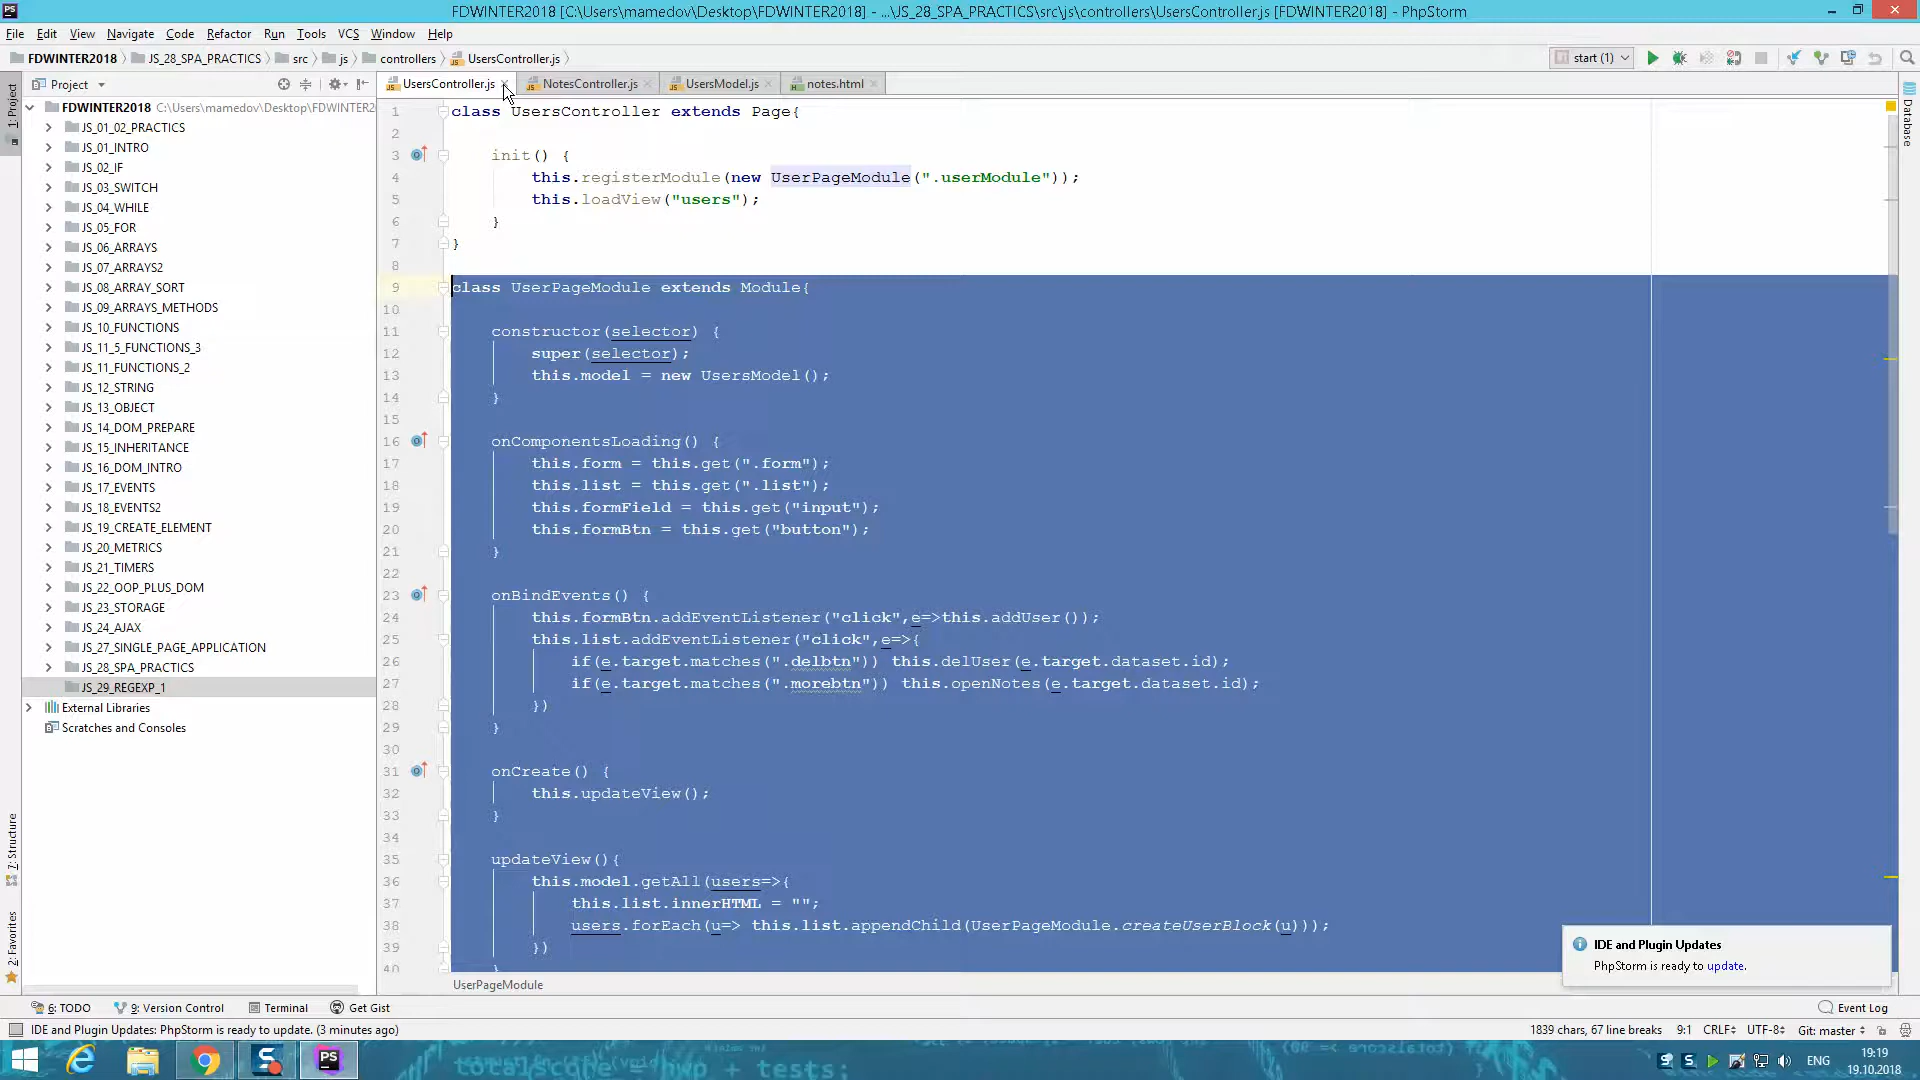 FDWINTER2018 [C:\Users\mamedov\Desktop\FDWINTER2018] - ...\JS_28_SPA_PRACTICS\src\js\controllers\UsersController.js [FDWINTER2018] - PhpStorm
File Edit View Navigate Code Refactor Run Tools VCS Window Help
FDWINTER2018 JS_28_SPA_PRACTICS src js controllers UsersController.js start (1)
Project UsersController.js NotesController.js UsersModel.js notes.html
1: Project
7: Structure
2: Favorites
Database
FDWINTER2018 C:\Users\mamedov\Desktop\FDWINTER2
JS_01_02_PRACTICS
JS_01_INTRO
JS_02_IF
JS_03_SWITCH
JS_04_WHILE
JS_05_FOR
JS_06_ARRAYS
JS_07_ARRAYS2
JS_08_ARRAY_SORT
JS_09_ARRAYS_METHODS
JS_10_FUNCTIONS
JS_11_5_FUNCTIONS_3
JS_11_FUNCTIONS_2
JS_12_STRING
JS_13_OBJECT
JS_14_DOM_PREPARE
JS_15_INHERITANCE
JS_16_DOM_INTRO
JS_17_EVENTS
JS_18_EVENTS2
JS_19_CREATE_ELEMENT
JS_20_METRICS
JS_21_TIMERS
JS_22_OOP_PLUS_DOM
JS_23_STORAGE
JS_24_AJAX
JS_27_SINGLE_PAGE_APPLICATION
JS_28_SPA_PRACTICS
JS_29_REGEXP_1
External Libraries
Scratches and Consoles
1 class UsersController extends Page{
2
3 init() {
4 this.registerModule(new UserPageModule(".userModule"));
5 this.loadView("users");
6 }
7 }
8
9 class UserPageModule extends Module{
10
11 constructor(selector) {
12 super(selector);
13 this.model = new UsersModel();
14 }
15
16 onComponentsLoading() {
17 this.form = this.get(".form");
18 this.list = this.get(".list");
19 this.formField = this.get("input");
20 this.formBtn = this.get("button");
21 }
22
23 onBindEvents() {
24 this.formBtn.addEventListener("click",e=>this.addUser());
25 this.list.addEventListener("click",e=>{
26 if(e.target.matches(".delbtn")) this.delUser(e.target.dataset.id);
27 if(e.target.matches(".morebtn")) this.openNotes(e.target.dataset.id);
28 })
29 }
30
31 onCreate() {
32 this.updateView();
33 }
34
35 updateView(){
36 this.model.getAll(users=>{
37 this.list.innerHTML = "";
38 users.forEach(u=> this.list.appendChild(UserPageModule.createUserBlock(u)));
39 })
40 }
UserPageModule
IDE and Plugin Updates
PhpStorm is ready to update.
6: TODO 9: Version Control Terminal Get Gist Event Log
IDE and Plugin Updates: PhpStorm is ready to update. (3 minutes ago) 1839 chars, 67 line breaks 9:1 CRLF÷ UTF-8÷ Git: master÷
ENG
19:19
19.10.2018